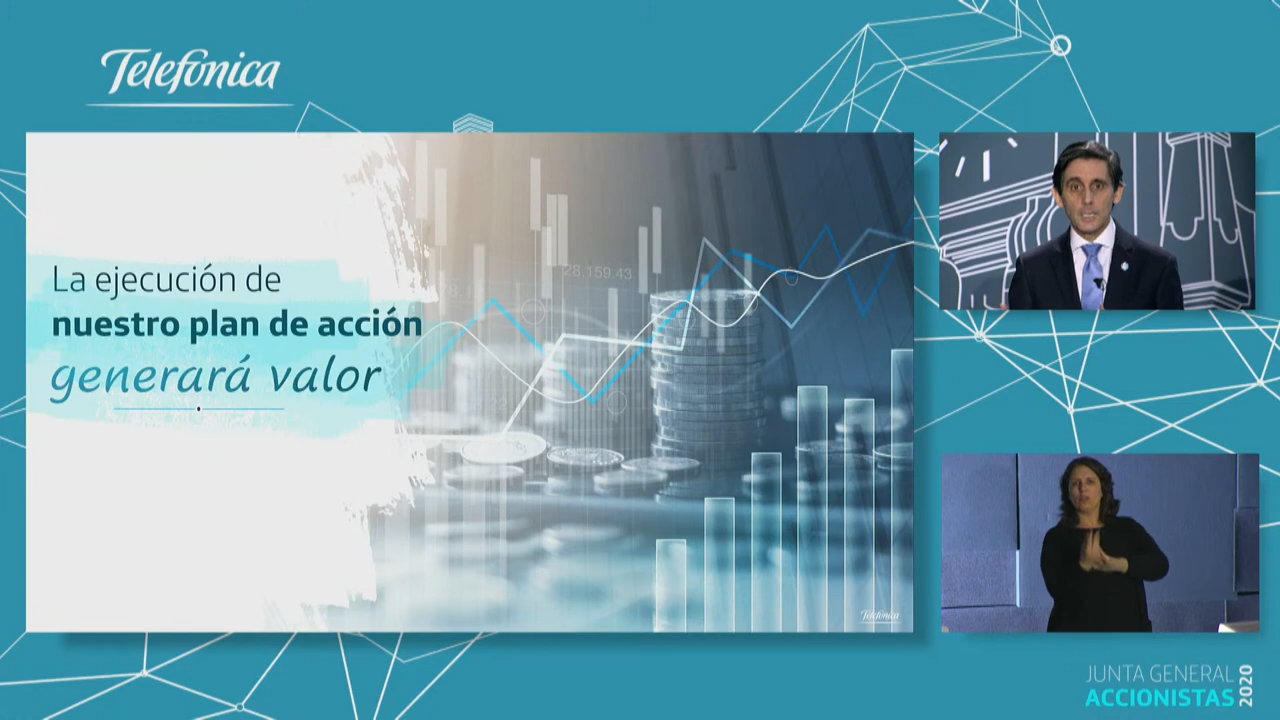 Telefónica
La ejecución de
nuestro plan de acción
generará valor
28,159.43
Telefónica
JUNTA GENERAL
ACCIONISTAS
2020